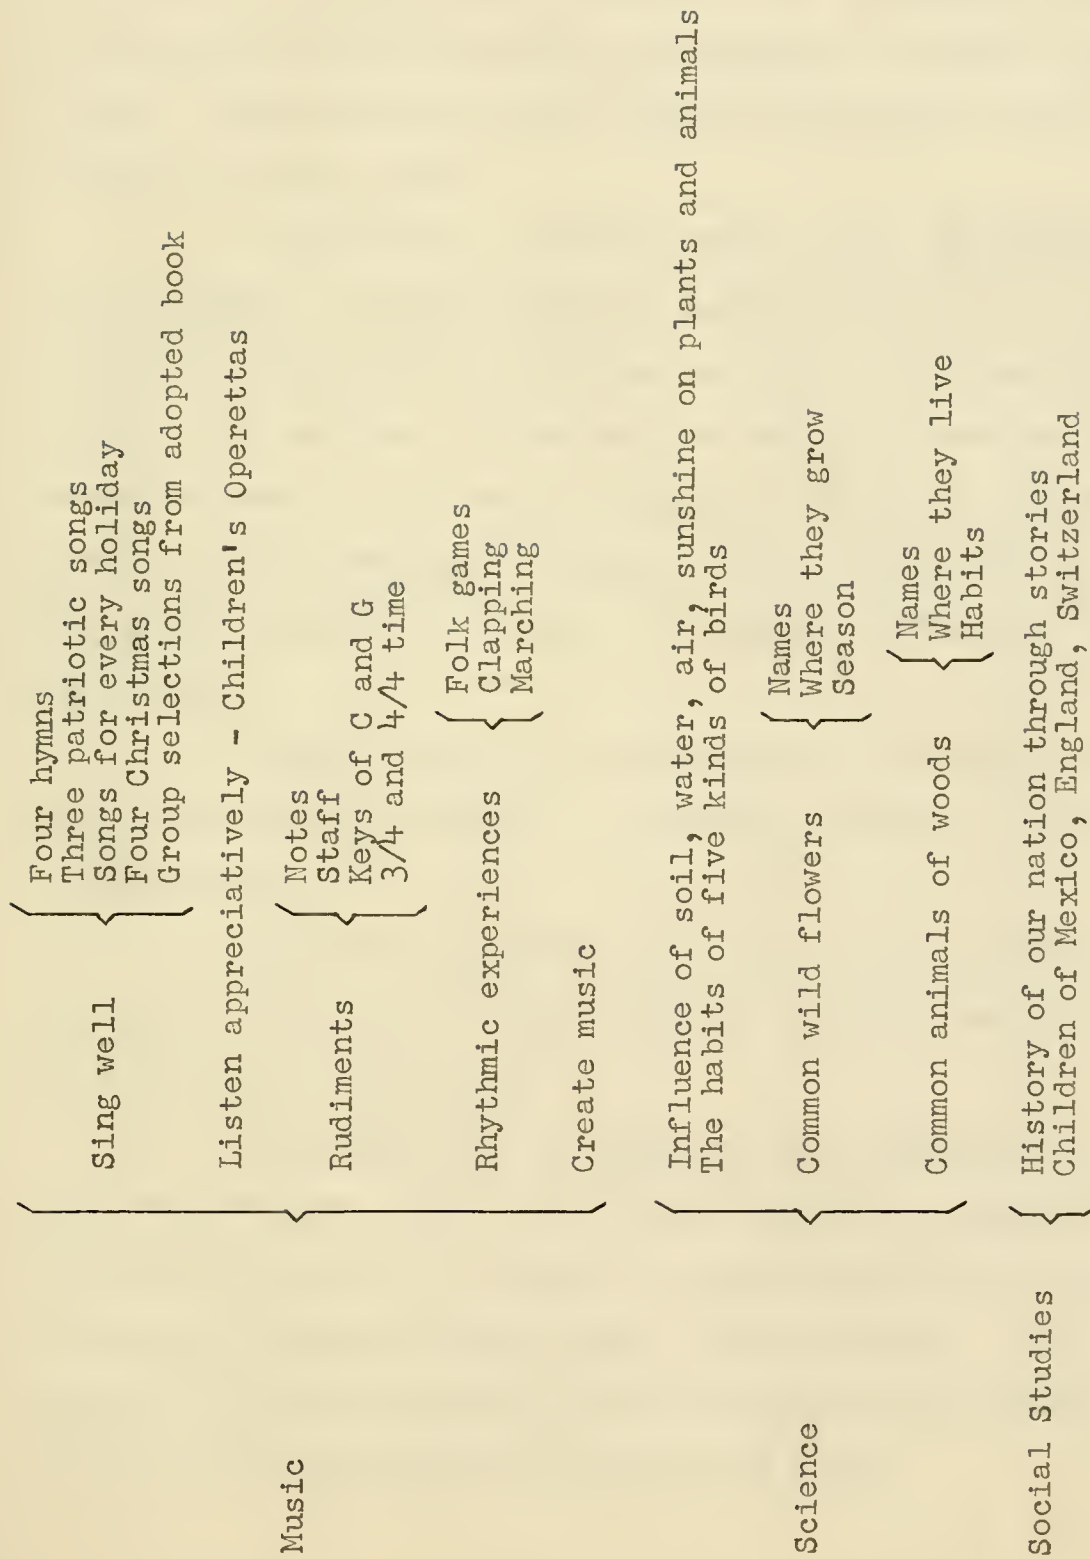 Music
Sing well
Four hymns
Three patriotic songs
Songs for every holiday
Four Christmas songs
Group selections from adopted book
Listen appreciatively - Children's Operettas
Rudiments
Notes
Staff
Keys of C and G
3/4 and 4/4 time
Rhythmic experiences
Folk games
Clapping
Marching
Create music
Science
Influence of soil, water, air, sunshine on plants and animals
The habits of five kinds of birds
Common wild flowers
Names
Where they grow
Season
Common animals of woods
Names
Where they live
Habits
Social Studies
History of our nation through stories
Children of Mexico, England, Switzerland